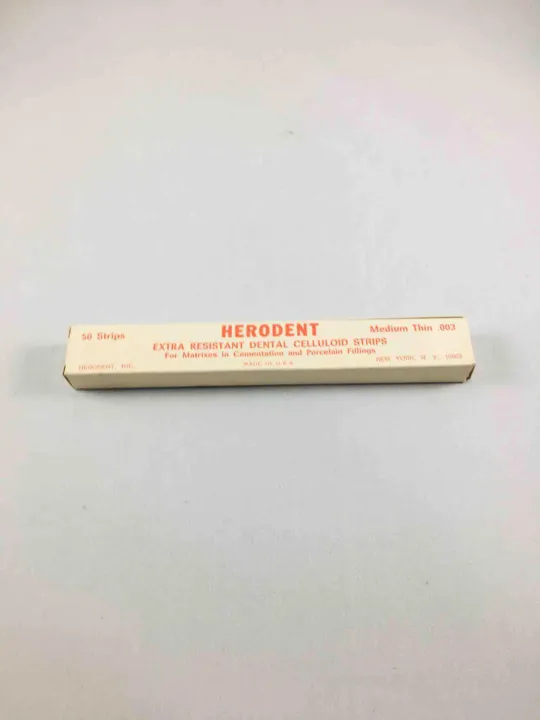 50 Strips HERODENT Medium Thin .003
EXTRA RESISTANT DENTAL CELLULOID STRIPS
For Matrixes in Cementation and Porcelain Fillings
HERODENT, INC. MADE IN U.S.A. NEW YORK, N. Y.